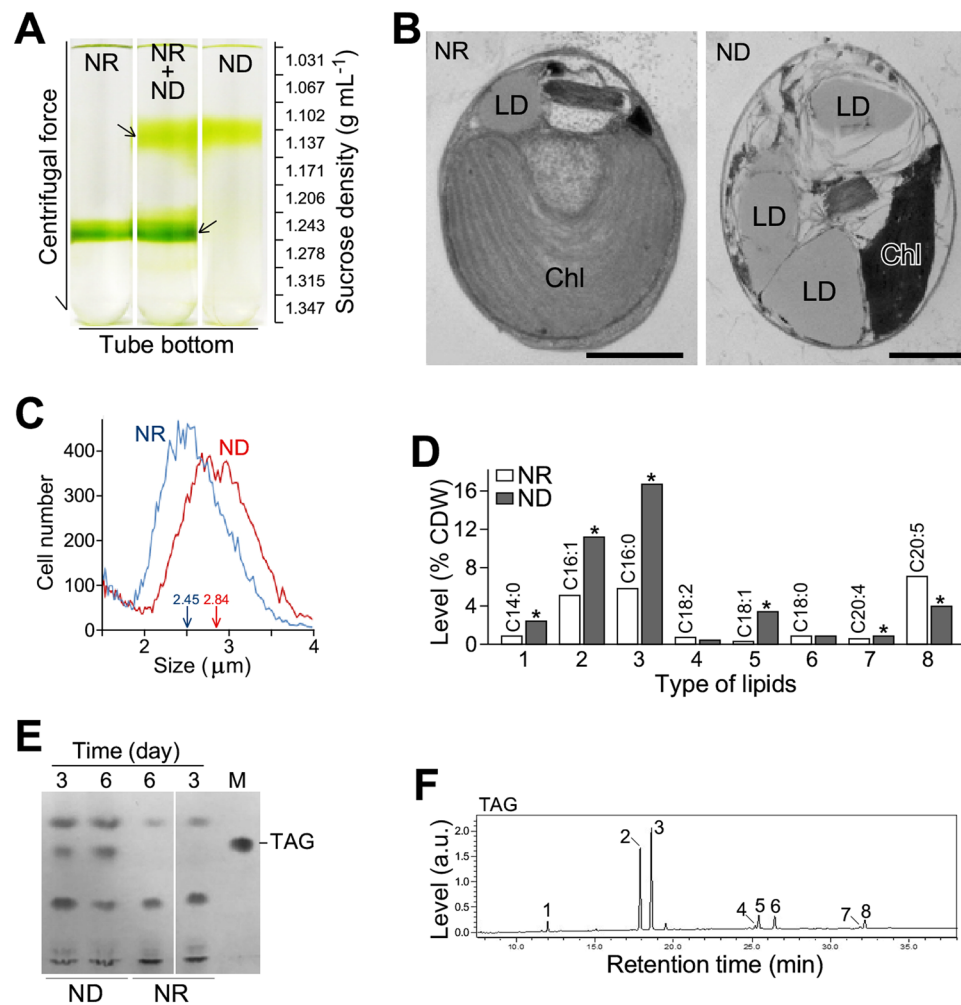 A
NR
NR
+
ND
ND
Centrifugal force
1.031
1.067
1.102
1.137
1.171
1.206
1.243
1.278
1.315
1.347
Sucrose density (g mL-1)
Tube bottom
B
NR
LD
Chl
ND
LD
LD
LD
Chl
C
NR
ND
400
300
200
100
0
Cell number
2.45
2.84
2
3
4
Size (μm)
D
NR
ND
16
12
8
4
0
Level (% CDW)
C14:0
*
C16:1
*
C16:0
*
C18:2
C18:1
*
C18:0
C20:4
*
C20:5
*
1 2 3 4 5 6 7 8
Type of lipids
E
Time (day)
3 6 6 3 M
TAG
ND NR
F
TAG
2.0
1.5
1.0
0.5
0.0
Level (a.u.)
1
2
3
4
5
6
7
8
10.0 15.0 20.0 25.0 30.0 35.0
Retention time (min)